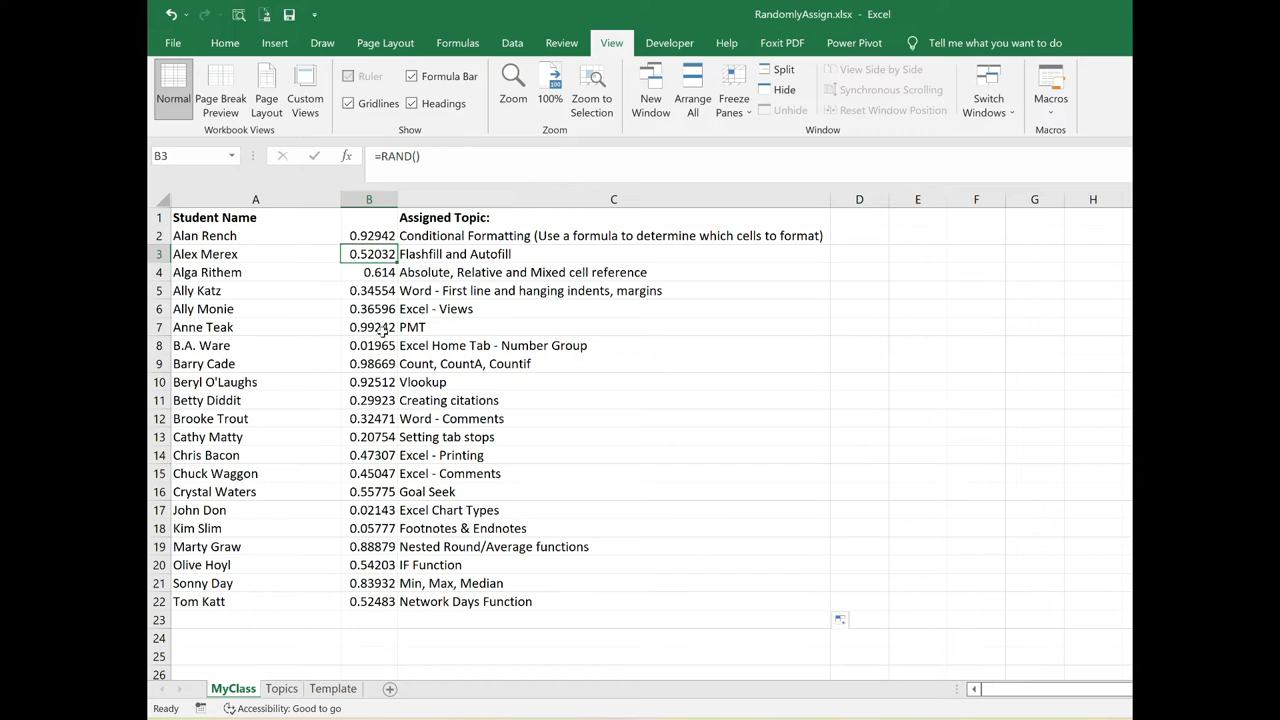 RandomlyAssign.xlsx - Excel
File Home Insert Draw Page Layout Formulas Data Review View Developer Help Foxit PDF Power Pivot Tell me what you want to do
Normal
Page Break Preview
Page Layout
Custom Views
Workbook Views
Ruler
Formula Bar
Gridlines
Headings
Show
Zoom
100
100%
Zoom to Selection
Zoom
New Window
Arrange All
Freeze Panes
Split
Hide
Unhide
View Side by Side
Synchronous Scrolling
Reset Window Position
Window
Switch Windows
Macros
Macros
B3 fx =RAND()
A B C D E F G H
1 Student Name Assigned Topic:
2 Alan Rench 0.92942 Conditional Formatting (Use a formula to determine which cells to format)
3 Alex Merex 0.52032 Flashfill and Autofill
4 Alga Rithem 0.614 Absolute, Relative and Mixed cell reference
5 Ally Katz 0.34554 Word - First line and hanging indents, margins
6 Ally Monie 0.36596 Excel - Views
7 Anne Teak 0.99242 PMT
8 B.A. Ware 0.01965 Excel Home Tab - Number Group
9 Barry Cade 0.98669 Count, CountA, Countif
10 Beryl O'Laughs 0.92512 Vlookup
11 Betty Diddit 0.29923 Creating citations
12 Brooke Trout 0.32471 Word - Comments
13 Cathy Matty 0.20754 Setting tab stops
14 Chris Bacon 0.47307 Excel - Printing
15 Chuck Waggon 0.45047 Excel - Comments
16 Crystal Waters 0.55775 Goal Seek
17 John Don 0.02143 Excel Chart Types
18 Kim Slim 0.05777 Footnotes & Endnotes
19 Marty Graw 0.88879 Nested Round/Average functions
20 Olive Hoyl 0.54203 IF Function
21 Sonny Day 0.83932 Min, Max, Median
22 Tom Katt 0.52483 Network Days Function
23
24
25
26
MyClass Topics Template
Ready Accessibility: Good to go